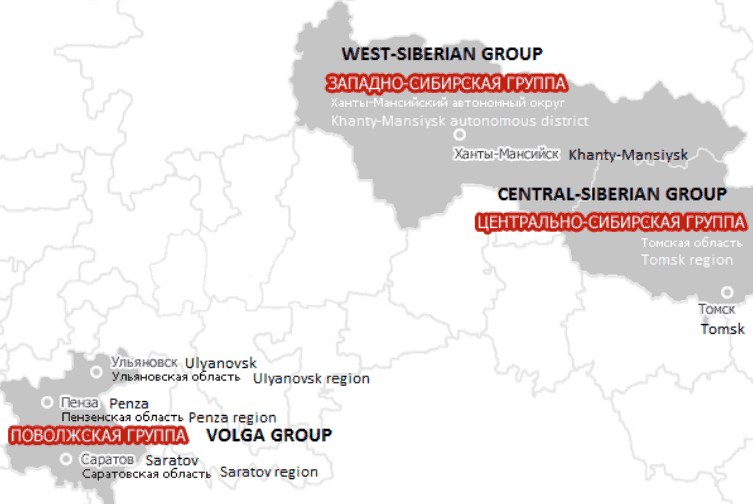 WEST-SIBERIAN GROUP
ЗАПАДНО-СИБИРСКАЯ ГРУППА
Ханты-Мансийский автономный округ
Khanty-Mansiysk autonomous district
Ханты-Мансийск Khanty-Mansiysk
CENTRAL-SIBERIAN GROUP
ЦЕНТРАЛЬНО-СИБИРСКАЯ ГРУППА
Томская область
Tomsk region
Томск
Tomsk
Ульяновск Ulyanovsk
Ульяновская область Ulyanovsk region
Пенза Penza
Пензенская область Penza region
ПОВОЛЖСКАЯ ГРУППА VOLGA GROUP
Саратов Saratov
Саратовская область Saratov region